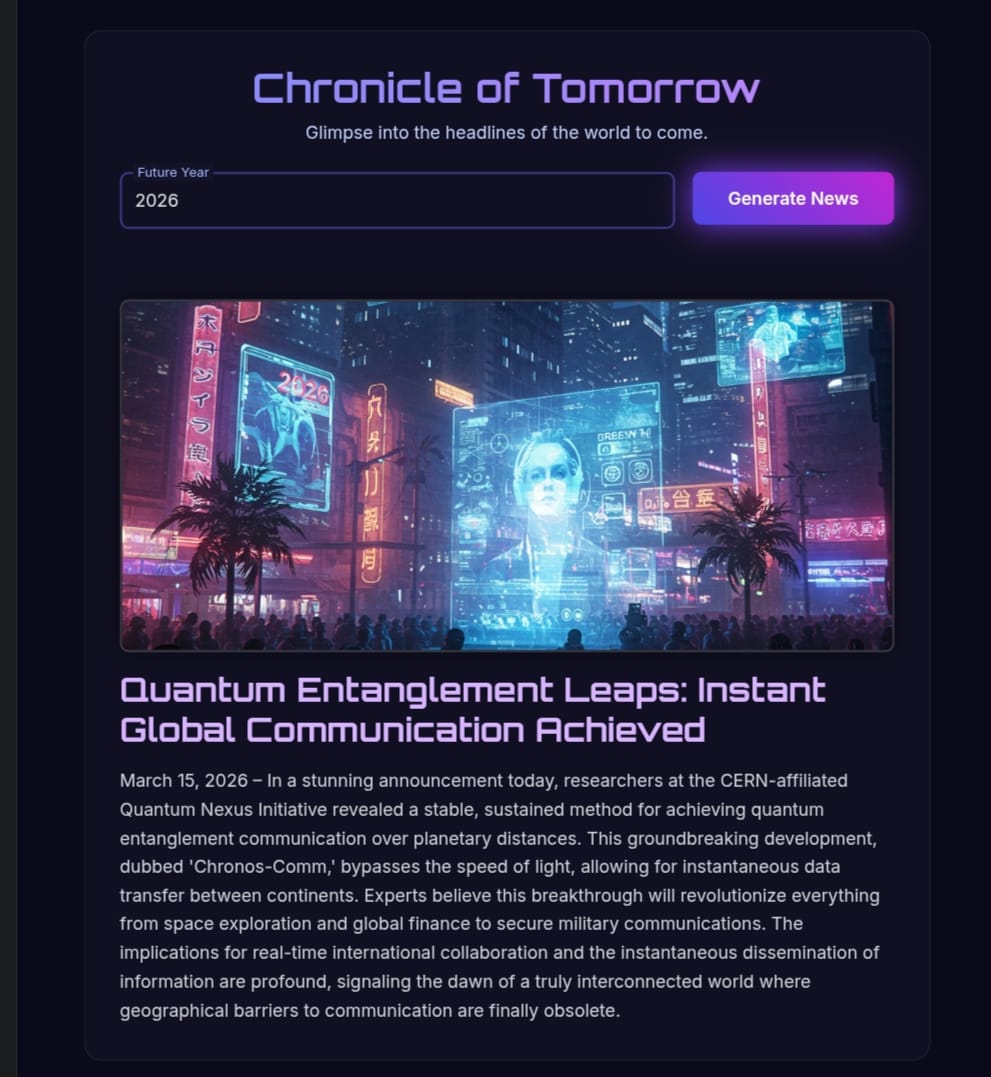 Chronicle of Tomorrow
Glimpse into the headlines of the world to come.
Future Year
2026
Generate News
2026
Quantum Entanglement Leaps: Instant
Global Communication Achieved
March 15, 2026 – In a stunning announcement today, researchers at the CERN-affiliated
Quantum Nexus Initiative revealed a stable, sustained method for achieving quantum
entanglement communication over planetary distances. This groundbreaking development,
dubbed 'Chronos-Comm,' bypasses the speed of light, allowing for instantaneous data
transfer between continents. Experts believe this breakthrough will revolutionize everything
from space exploration and global finance to secure military communications. The
implications for real-time international collaboration and the instantaneous dissemination of
information are profound, signaling the dawn of a truly interconnected world where
geographical barriers to communication are finally obsolete.